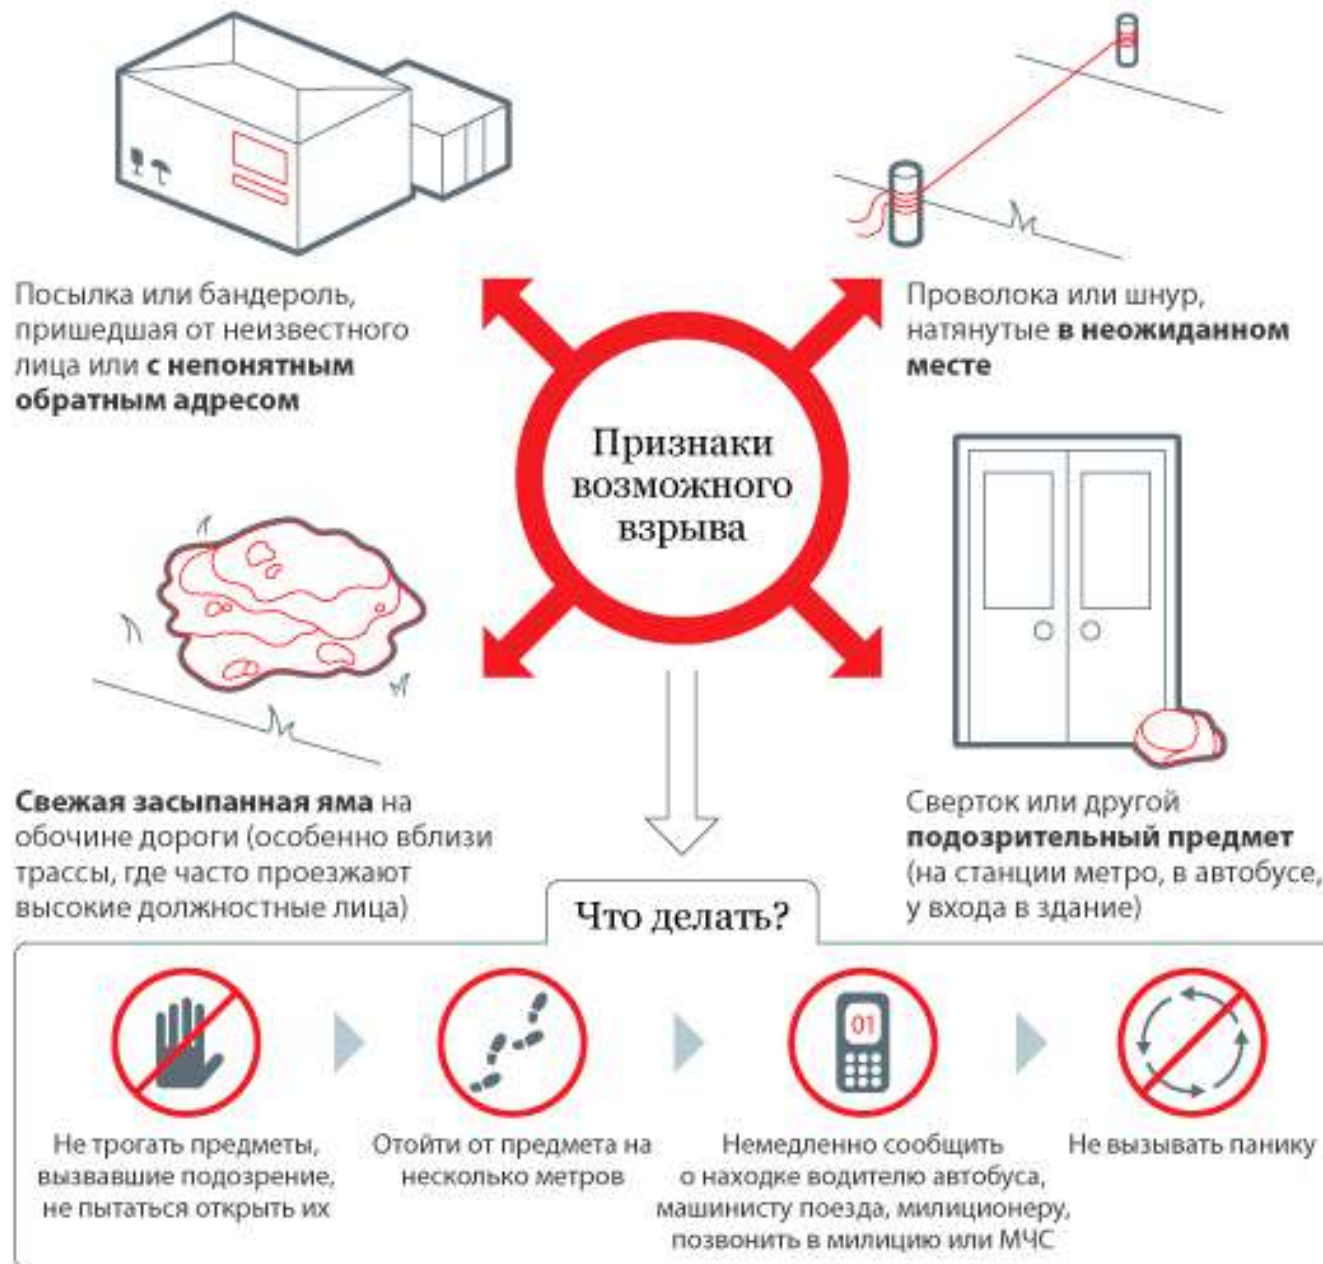 Посылка или бандероль,
пришедшая от неизвестного
лица или с непонятным
обратным адресом
Проволока или шнур,
натянутые в неожиданном
месте
Признаки
возможного
взрыва
Свежая засыпанная яма на
обочине дороги (особенно вблизи
трассы, где часто проезжают
высокие должностные лица)
Сверток или другой
подозрительный предмет
(на станции метро, в автобусе,
у входа в здание)
Что делать?
Не трогать предметы,
вызвавшие подозрение,
не пытаться открыть их
Отойти от предмета на
несколько метров
01
Немедленно сообщить
о находке водителю автобуса,
машинисту поезда, милиционеру,
позвонить в милицию или МЧС
Не вызывать панику